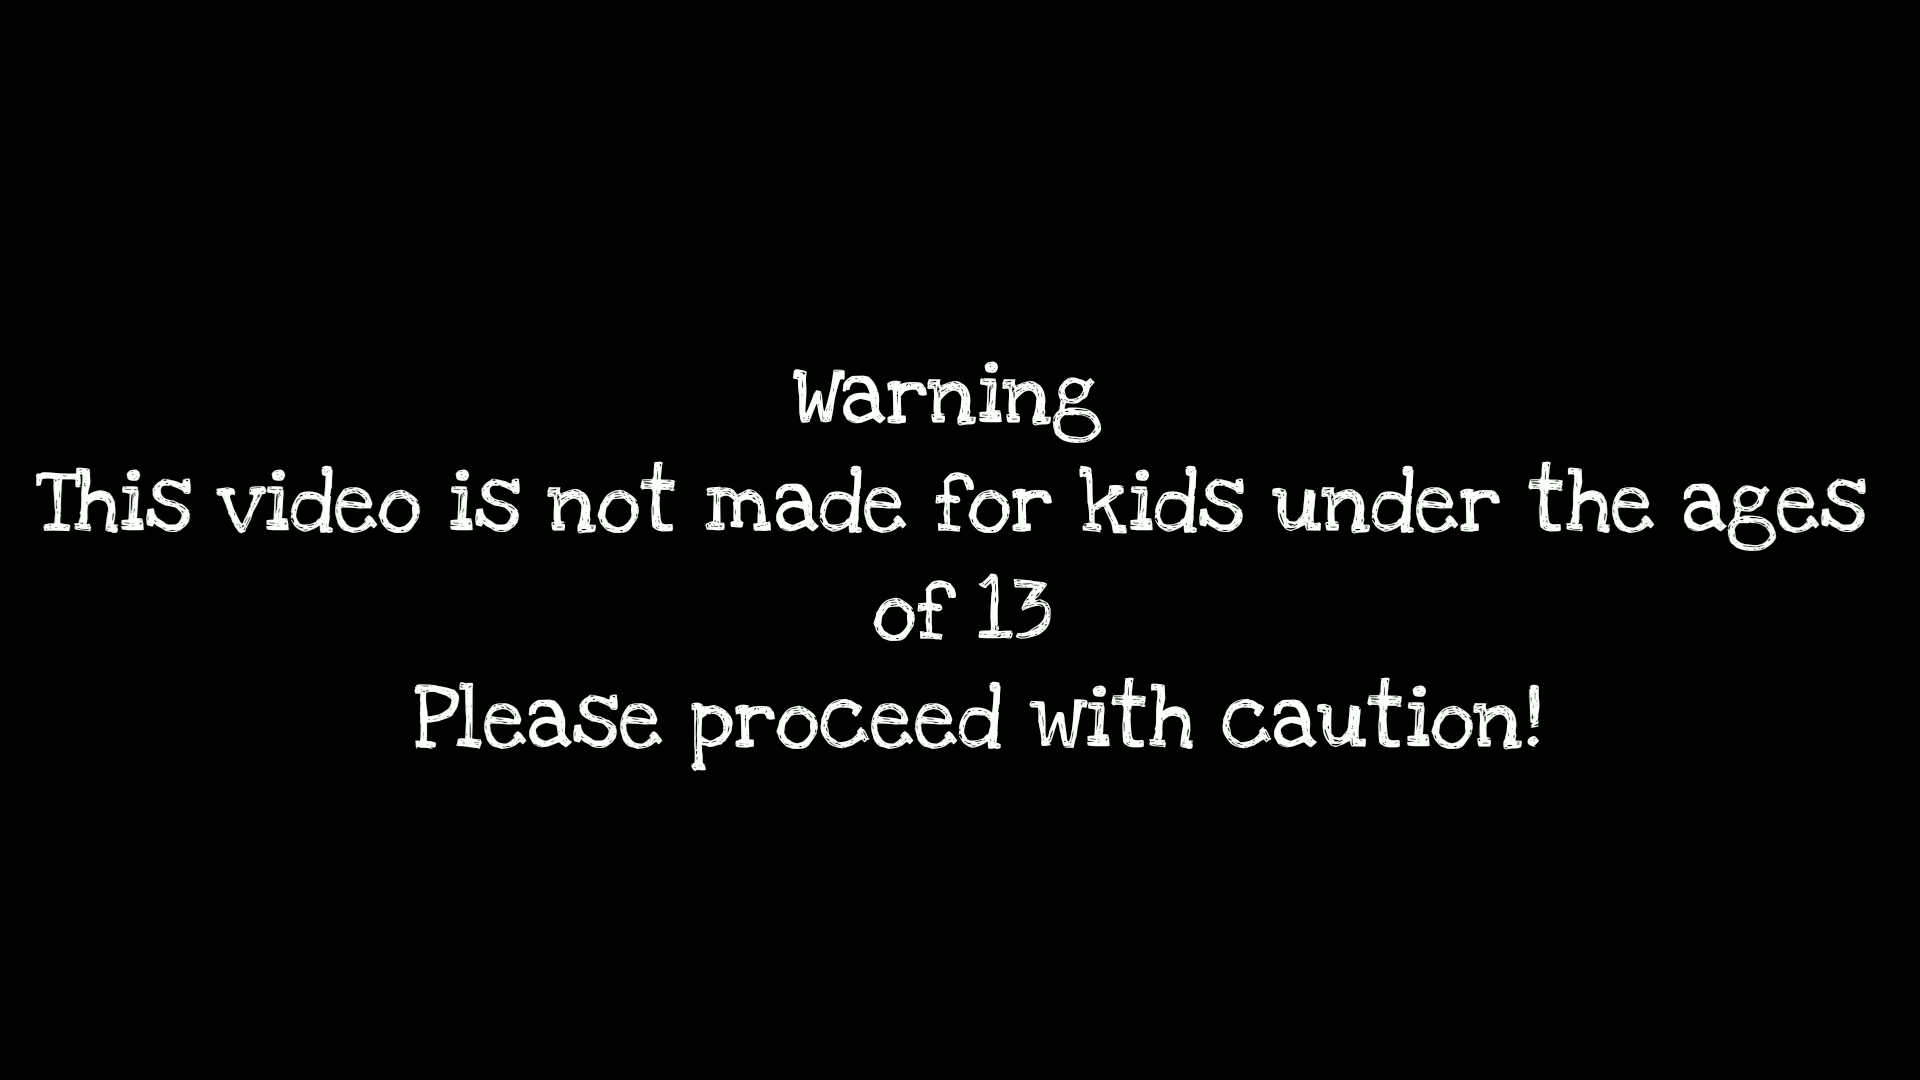 Warning
This video is not made for kids under the ages
of 13
Please proceed with caution!